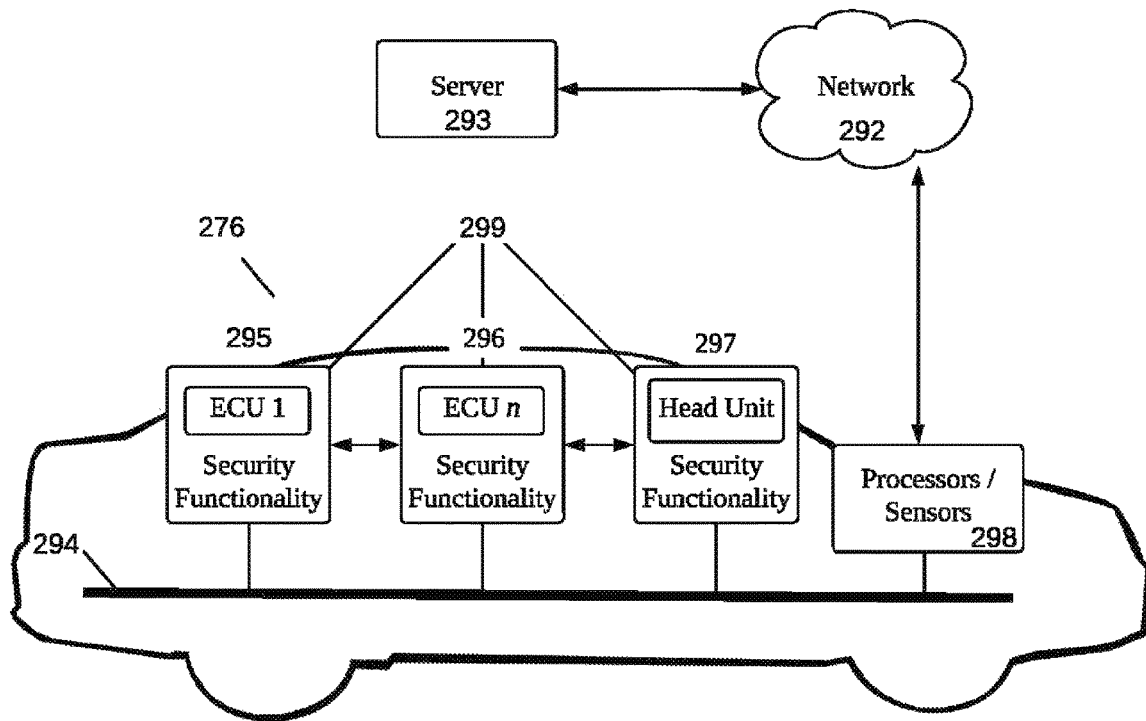 Server
293
Network
292
276
299
295
296
297
ECU 1
Security
Functionality
ECU n
Security
Functionality
Head Unit
Security
Functionality
Processors /
Sensors
298
294